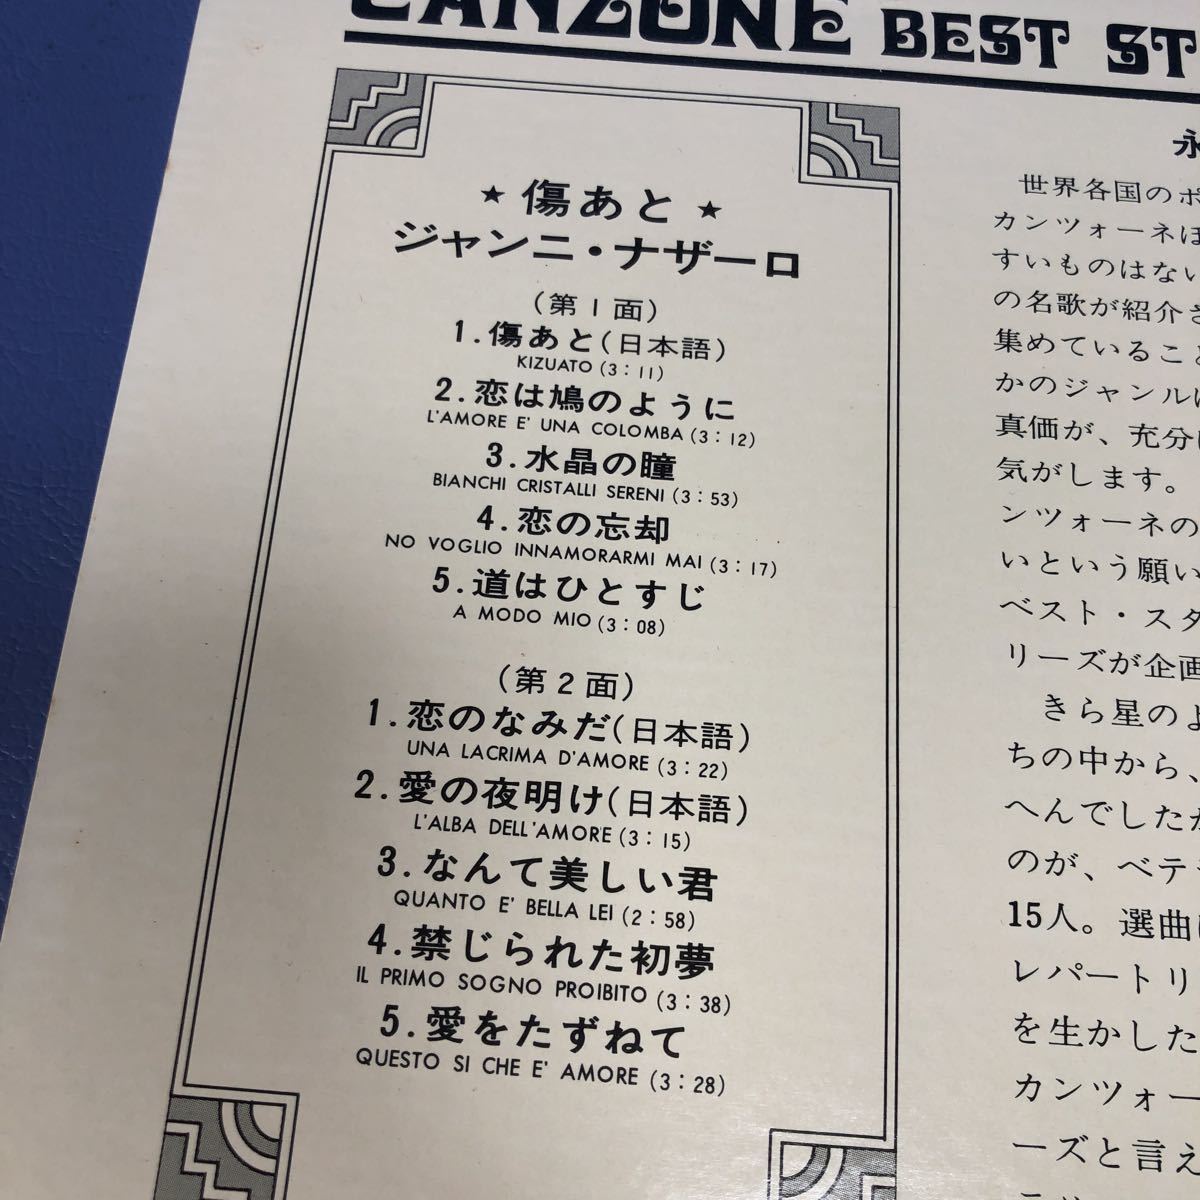 CANZONE BEST ST
★ 傷あと ★
ジャンニ・ナザーロ
(第1面)
1.傷あと(日本語)
KIZUATO (3:11)
2.恋は鳩のように
L'AMORE E' UNA COLOMBA (3:12)
3.水晶の瞳
BIANCHI CRISTALLI SERENI (3:53)
4.恋の忘却
NO VOGLIO INNAMORARMI MAI (3:17)
5.道はひとすじ
A MODO MIO (3:08)
(第2面)
1.恋のなみだ(日本語)
UNA LACRIMA D'AMORE (3:22)
2.愛の夜明け(日本語)
L'ALBA DELL'AMORE (3:15)
3.なんて美しい君
QUANTO E' BELLA LEI (2:58)
4.禁じられた初夢
IL PRIMO SOGNO PROIBITO (3:38)
5.愛をたずねて
QUESTO SI CHE E' AMORE (3:28)
永
世界各国のポ
カンツォーネほ
すいものはない
の名歌が紹介さ
集めていること
かのジャンルに
真価が、充分に
気がします。
ンツォーネの
いという願い
ベスト・スタ
リーズが企画
きら星のよ
ちの中から、
へんでしたが
のが、ベテ
15人。選曲に
レパートリ
を生かした
カンツォー
ーズと言え